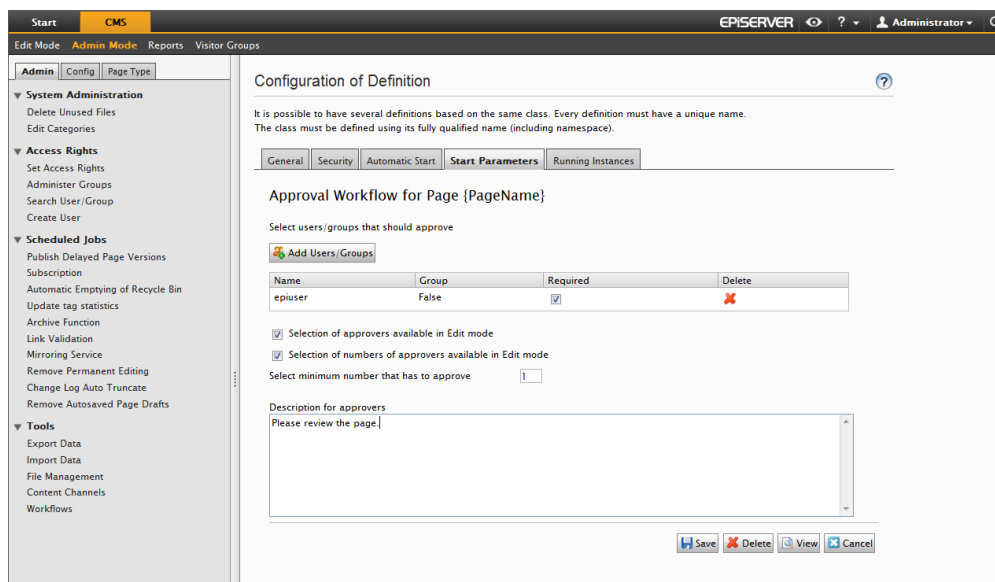 Start
CMS
EPiSERVER
?
Administrator
Edit Mode Admin Mode Reports Visitor Groups
Admin Config Page Type
System Administration
Delete Unused Files
Edit Categories
Access Rights
Set Access Rights
Administer Groups
Search User/Group
Create User
Scheduled Jobs
Publish Delayed Page Versions
Subscription
Automatic Emptying of Recycle Bin
Update tag statistics
Archive Function
Link Validation
Mirroring Service
Remove Permanent Editing
Change Log Auto Truncate
Remove Autosaved Page Drafts
Tools
Export Data
Import Data
File Management
Content Channels
Workflows
Configuration of Definition
?
It is possible to have several definitions based on the same class. Every definition must have a unique name.
The class must be defined using its fully qualified name (including namespace).
General Security Automatic Start Start Parameters Running Instances
Approval Workflow for Page {PageName}
Select users/groups that should approve
Add Users/Groups
Name Group Required Delete
epiuser False
Selection of approvers available in Edit mode
Selection of numbers of approvers available in Edit mode
Select minimum number that has to approve 1
Description for approvers
Please review the page.
Save Delete View Cancel